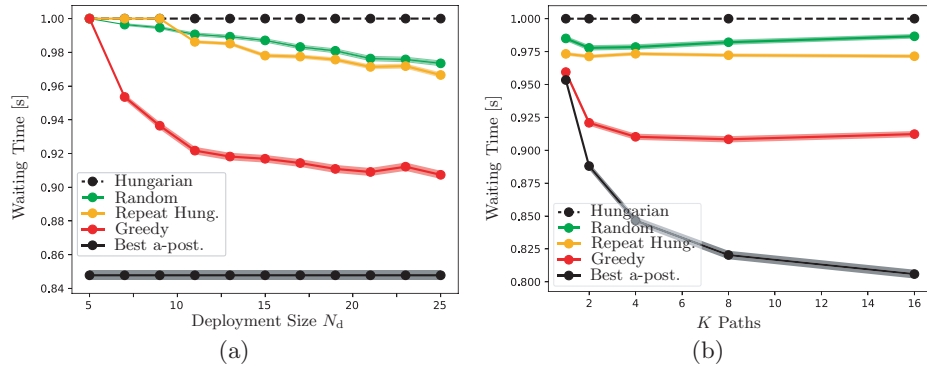 1.00
0.98
0.96
0.94
0.92
0.90
0.88
0.86
0.84
Waiting Time [s]
Hungarian
Random
Repeat Hung.
Greedy
Best a-post.
5 10 15 20 25
Deployment Size N_d
(a)
1.000
0.975
0.950
0.925
0.900
0.875
0.850
0.825
0.800
Waiting Time [s]
Hungarian
Random
Repeat Hung.
Greedy
Best a-post.
2 4 6 8 10 12 14 16
K Paths
(b)